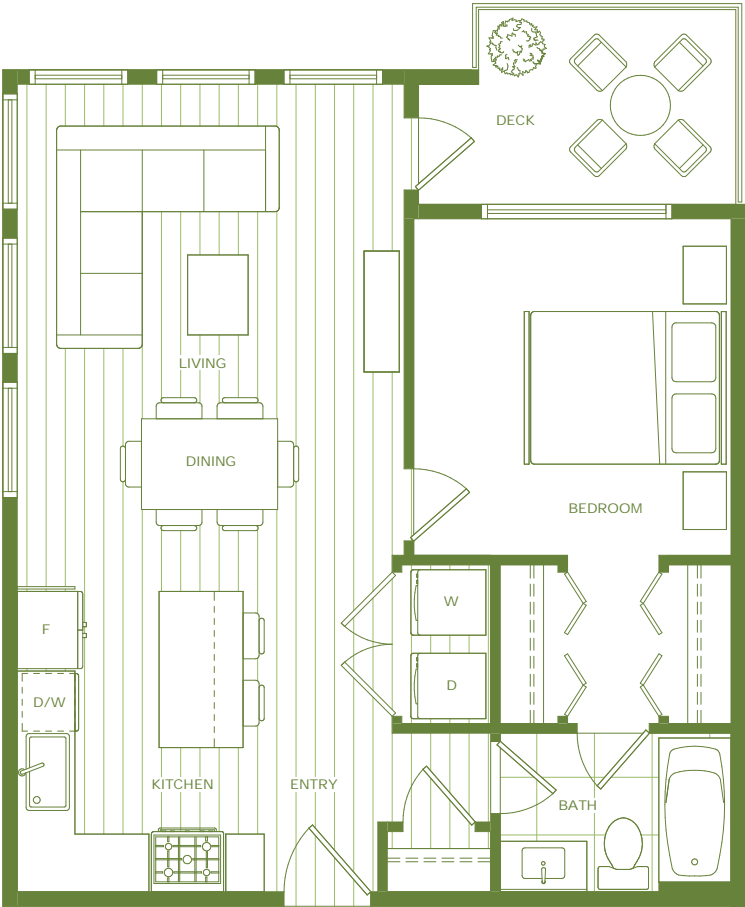 DECK
LIVING
DINING
BEDROOM
W
F
D
D/W
KITCHEN
ENTRY
BATH